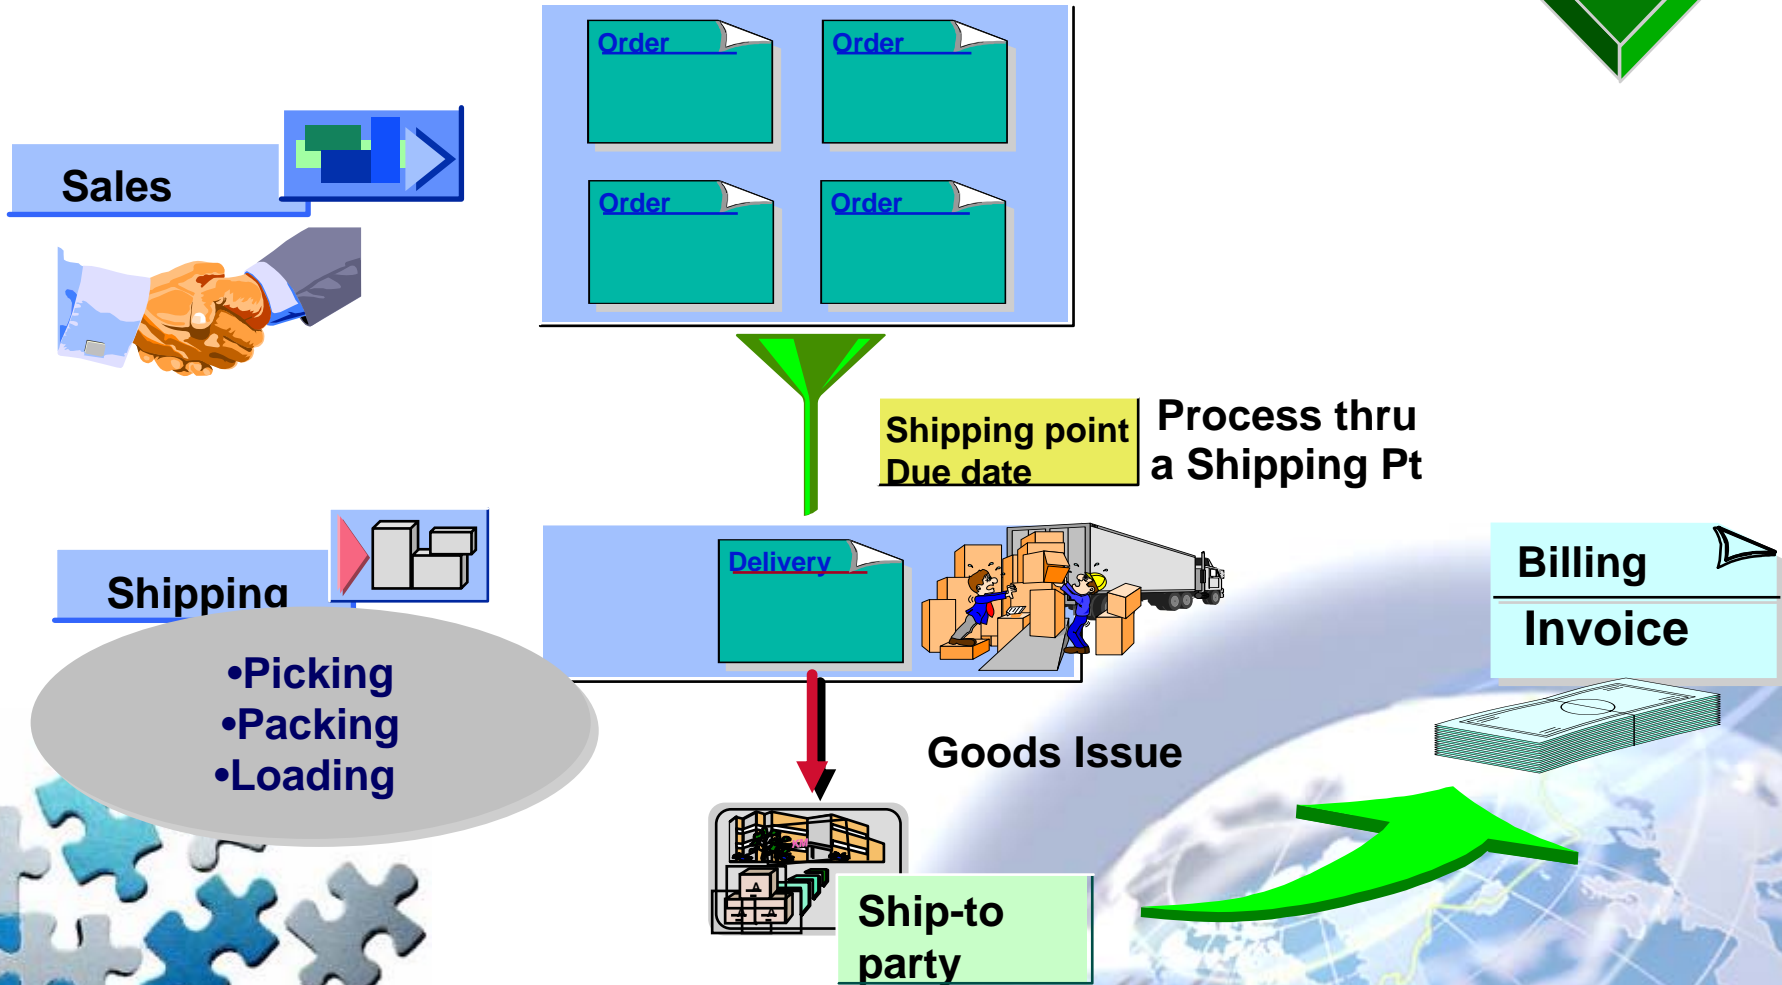 Order
Order
Sales
Order
Order
Shipping point
Due date
Process thru
a Shipping Pt
Shipping
•Picking
•Packing
•Loading
Delivery
Billing
Invoice
Goods Issue
Ship-to
party